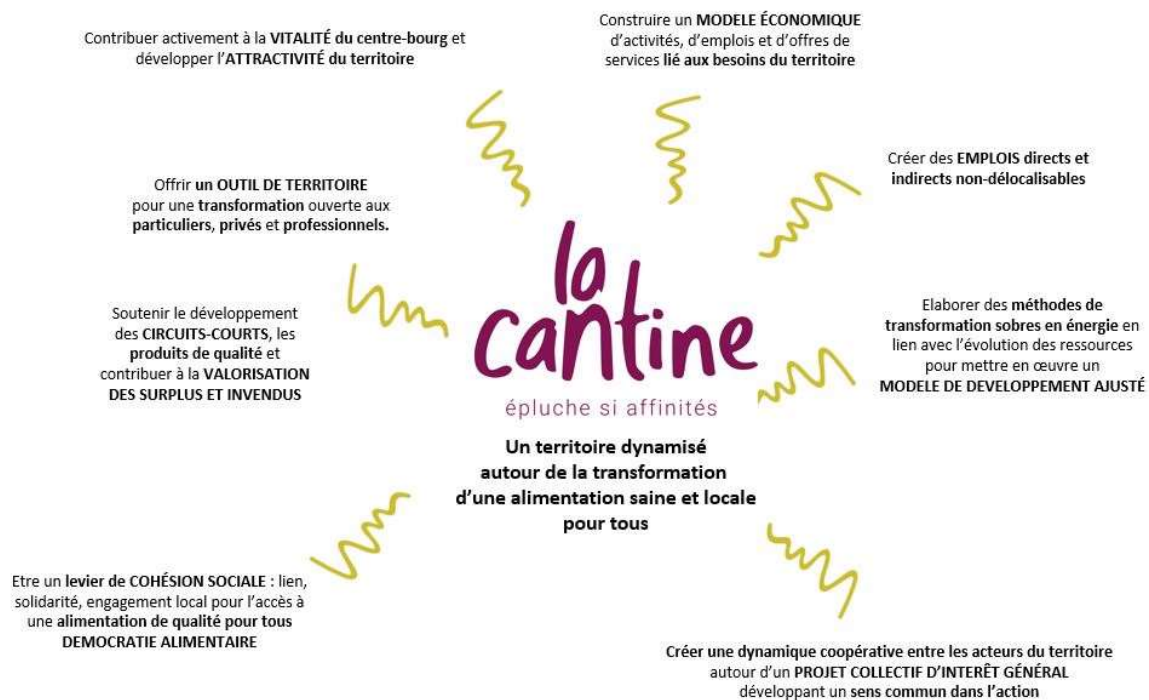 Contribuer activement à la VITALITÉ du centre-bourg et
développer l’ATTRACTIVITÉ du territoire
Construire un MODELE ÉCONOMIQUE
d’activités, d’emplois et d’offres de
services lié aux besoins du territoire
Offrir un OUTIL DE TERRITOIRE
pour une transformation ouverte aux
particuliers, privés et professionnels.
Créer des EMPLOIS directs et
indirects non-délocalisables
Soutenir le développement
des CIRCUITS-COURTS, les
produits de qualité et
contribuer à la VALORISATION
DES SURPLUS ET INVENDUS
la
cantine
épluche si affinités
Un territoire dynamisé
autour de la transformation
d’une alimentation saine et locale
pour tous
Elaborer des méthodes de
transformation sobres en énergie en
lien avec l’évolution des ressources
pour mettre en œuvre un
MODELE DE DEVELOPPEMENT AJUSTÉ
Etre un levier de COHÉSION SOCIALE : lien,
solidarité, engagement local pour l’accès à
une alimentation de qualité pour tous
DEMOCRATIE ALIMENTAIRE
Créer une dynamique coopérative entre les acteurs du territoire
autour d’un PROJET COLLECTIF D’INTERÊT GÉNÉRAL
développant un sens commun dans l’action